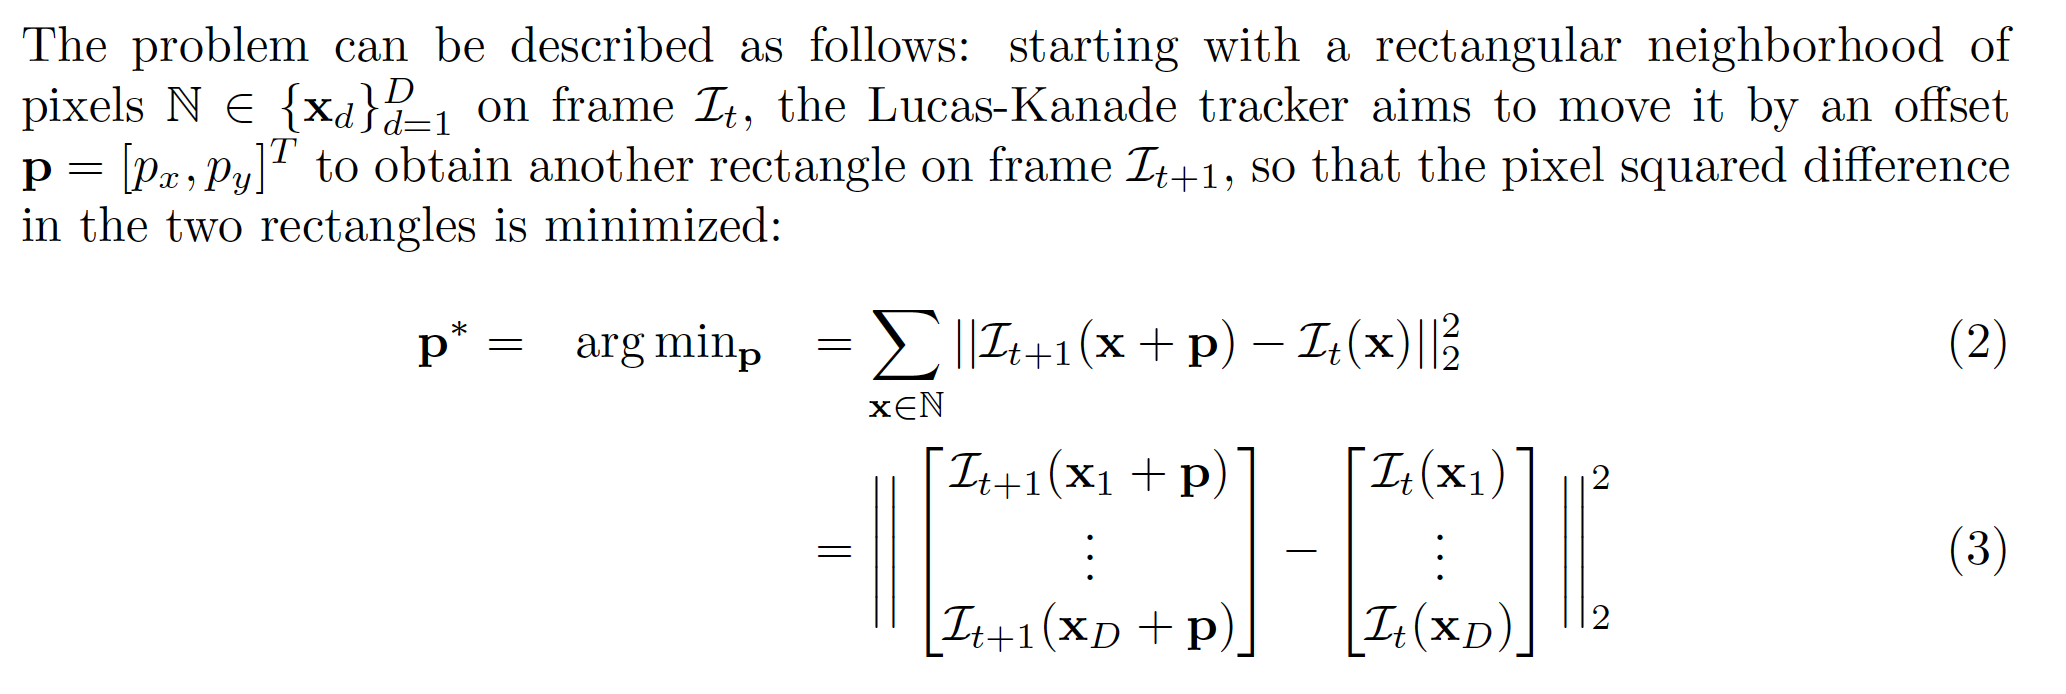 The problem can be described as follows: starting with a rectangular neighborhood of
pixels $\mathbb{N} \in \{\mathbf{x}_d\}_{d=1}^{D}$ on frame $\mathcal{I}_t$, the Lucas-Kanade tracker aims to move it by an offset
$\mathbf{p} = [p_x, p_y]^T$ to obtain another rectangle on frame $\mathcal{I}_{t+1}$, so that the pixel squared difference
in the two rectangles is minimized:
$\mathbf{p}^* = \arg\min_{\mathbf{p}} = \sum_{\mathbf{x} \in \mathbb{N}} ||\mathcal{I}_{t+1}(\mathbf{x} + \mathbf{p}) - \mathcal{I}_t(\mathbf{x})||_2^2$ (2)
$= \left|\left| \begin{bmatrix} \mathcal{I}_{t+1}(\mathbf{x}_1 + \mathbf{p}) \\ \vdots \\ \mathcal{I}_{t+1}(\mathbf{x}_D + \mathbf{p}) \end{bmatrix} - \begin{bmatrix} \mathcal{I}_t(\mathbf{x}_1) \\ \vdots \\ \mathcal{I}_t(\mathbf{x}_D) \end{bmatrix} \right|\right|_2^2$ (3)